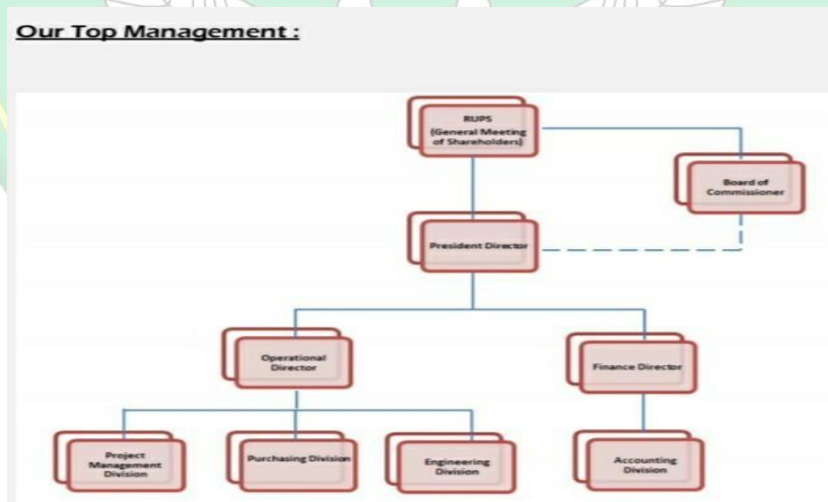 Our Top Management :
RUPS
(General Meeting
of Shareholders)
Board of
Commissioner
President Director
Operational
Director
Finance Director
Project
Management
Division
Purchasing Division
Engineering
Division
Accounting
Division